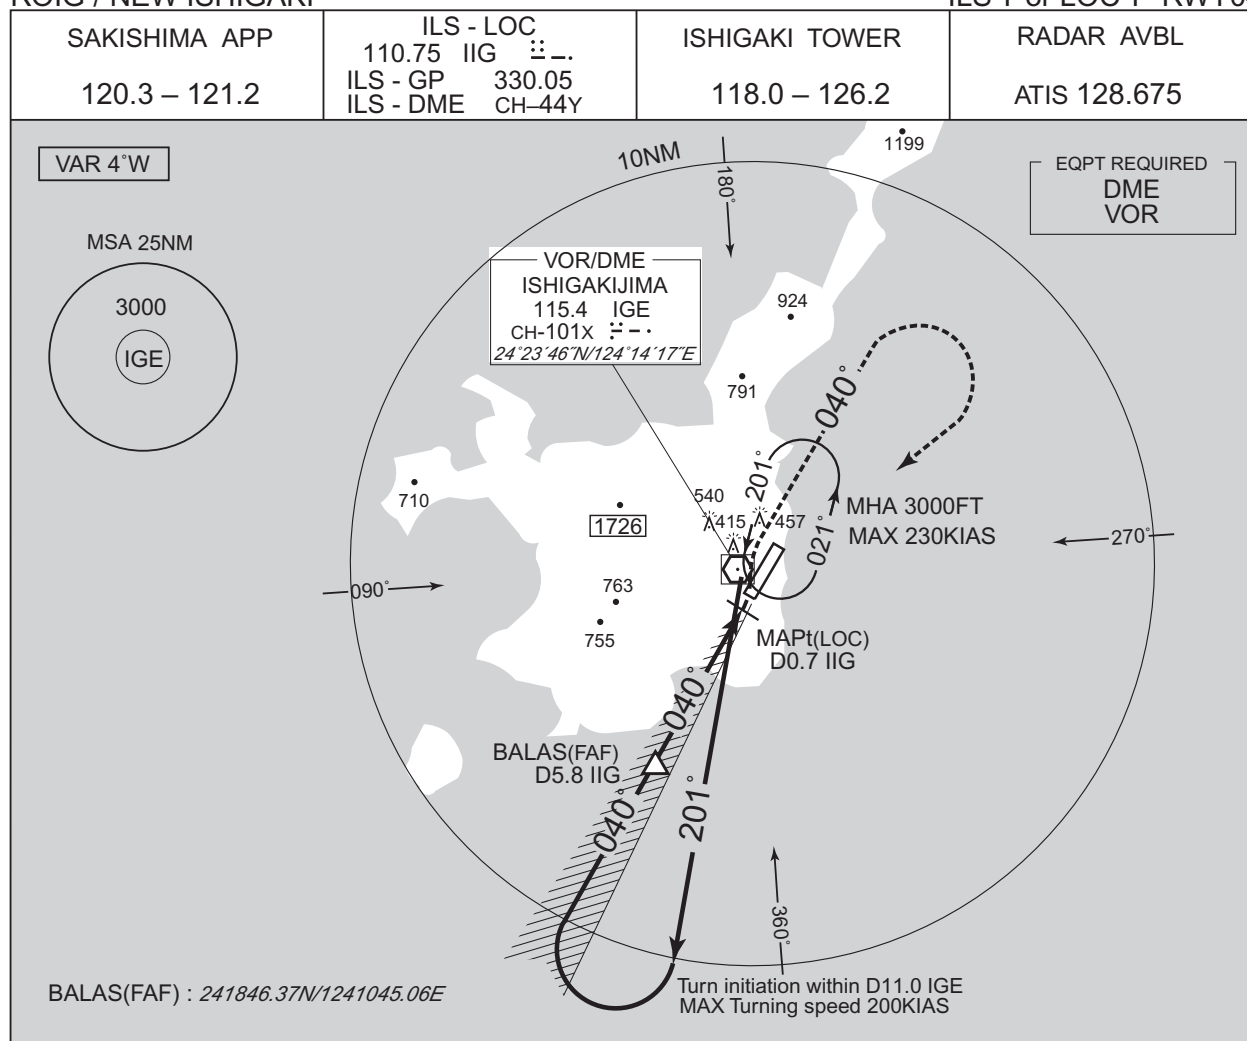 ROIG / NEW ISHIGAKI
SAKISHIMA APP
120.3 – 121.2
ILS - LOC
110.75 IIG
ILS - GP 330.05
ILS - DME CH–44Y
ISHIGAKI TOWER
118.0 – 126.2
RADAR AVBL
ATIS 128.675
VAR 4°W
10NM
180°
1199
EQPT REQUIRED
DME
VOR
MSA 25NM
3000
IGE
VOR/DME
ISHIGAKIJIMA
115.4 IGE
CH-101X
24°23´46˝N/124°14´17˝E
924
791
040°
710
1726
540
415
457
201°
021°
MHA 3000FT
MAX 230KIAS
270°
090°
763
755
MAPt(LOC)
D0.7 IIG
040°
BALAS(FAF)
D5.8 IIG
040°
201°
360°
Turn initiation within D11.0 IGE
MAX Turning speed 200KIAS
BALAS(FAF) : 241846.37N/1241045.06E